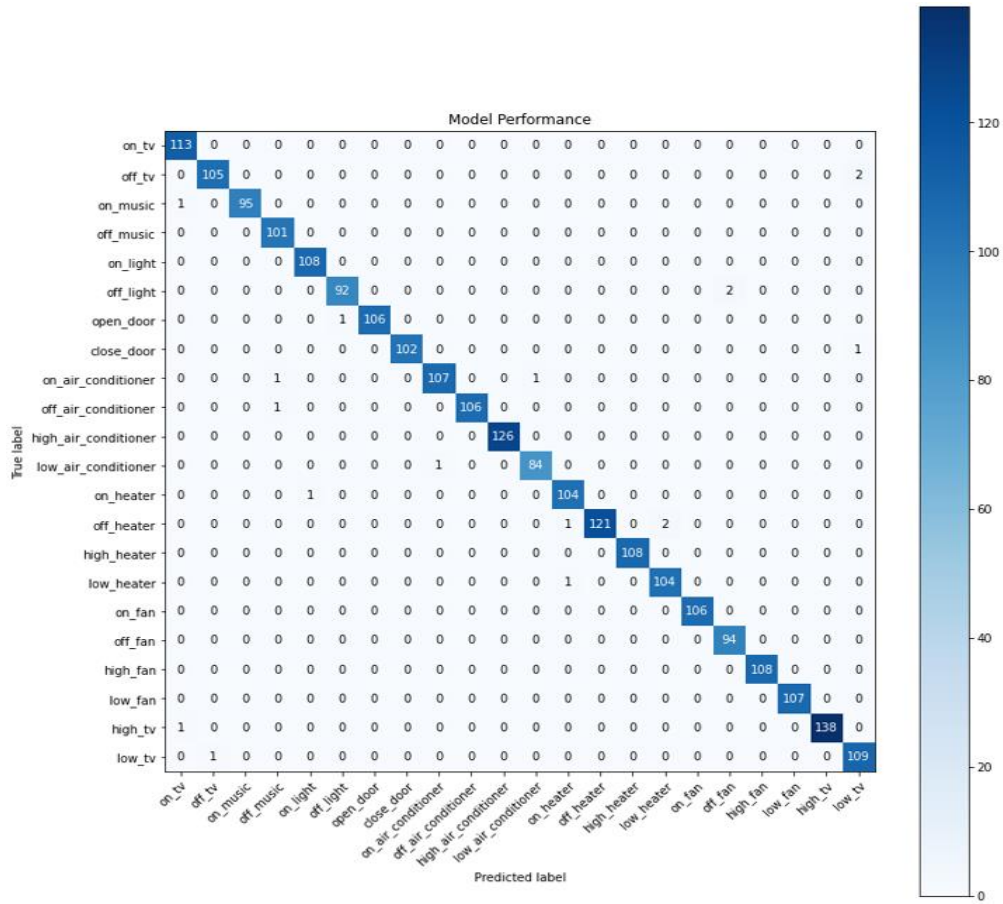 Model Performance
True label
on_tv 113 0 0 0 0 0 0 0 0 0 0 0 0 0 0 0 0 0 0 0 0 0
off_tv 0 105 0 0 0 0 0 0 0 0 0 0 0 0 0 0 0 0 0 0 0 2
on_music 1 0 95 0 0 0 0 0 0 0 0 0 0 0 0 0 0 0 0 0 0 0
off_music 0 0 0 101 0 0 0 0 0 0 0 0 0 0 0 0 0 0 0 0 0 0
on_light 0 0 0 0 108 0 0 0 0 0 0 0 0 0 0 0 0 0 0 0 0 0
off_light 0 0 0 0 0 92 0 0 0 0 0 0 0 0 0 0 0 2 0 0 0 0
open_door 0 0 0 0 0 1 106 0 0 0 0 0 0 0 0 0 0 0 0 0 0 0
close_door 0 0 0 0 0 0 0 102 0 0 0 0 0 0 0 0 0 0 0 0 0 1
on_air_conditioner 0 0 0 1 0 0 0 0 107 0 0 1 0 0 0 0 0 0 0 0 0 0
off_air_conditioner 0 0 0 1 0 0 0 0 0 106 0 0 0 0 0 0 0 0 0 0 0 0
high_air_conditioner 0 0 0 0 0 0 0 0 0 0 126 0 0 0 0 0 0 0 0 0 0 0
low_air_conditioner 0 0 0 0 0 0 0 0 1 0 0 84 0 0 0 0 0 0 0 0 0 0
on_heater 0 0 0 0 1 0 0 0 0 0 0 0 104 0 0 0 0 0 0 0 0 0
off_heater 0 0 0 0 0 0 0 0 0 0 0 0 1 121 0 2 0 0 0 0 0 0
high_heater 0 0 0 0 0 0 0 0 0 0 0 0 0 0 108 0 0 0 0 0 0 0
low_heater 0 0 0 0 0 0 0 0 0 0 0 0 1 0 0 104 0 0 0 0 0 0
on_fan 0 0 0 0 0 0 0 0 0 0 0 0 0 0 0 0 106 0 0 0 0 0
off_fan 0 0 0 0 0 0 0 0 0 0 0 0 0 0 0 0 0 94 0 0 0 0
high_fan 0 0 0 0 0 0 0 0 0 0 0 0 0 0 0 0 0 0 108 0 0 0
low_fan 0 0 0 0 0 0 0 0 0 0 0 0 0 0 0 0 0 0 0 107 0 0
high_tv 1 0 0 0 0 0 0 0 0 0 0 0 0 0 0 0 0 0 0 0 138 0
low_tv 0 1 0 0 0 0 0 0 0 0 0 0 0 0 0 0 0 0 0 0 0 109
on_tv
off_tv
on_music
off_music
on_light
off_light
open_door
close_door
on_air_conditioner
off_air_conditioner
high_air_conditioner
low_air_conditioner
on_heater
off_heater
high_heater
low_heater
on_fan
off_fan
high_fan
low_fan
high_tv
low_tv
Predicted label
120
100
80
60
40
20
0